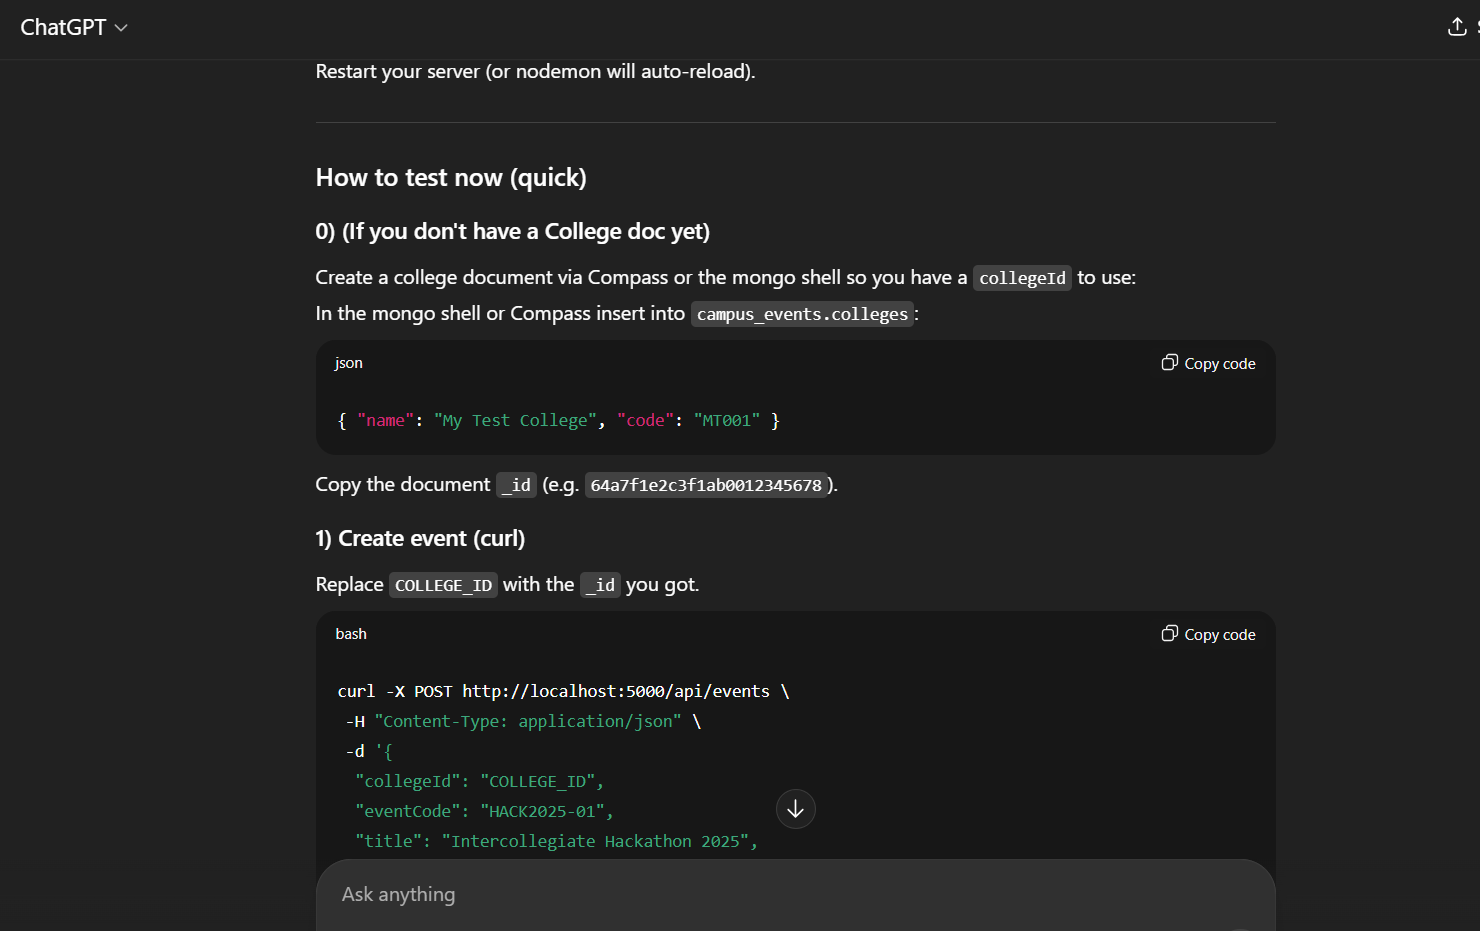 ChatGPT
Restart your server (or nodemon will auto-reload).
How to test now (quick)
0) (If you don't have a College doc yet)
Create a college document via Compass or the mongo shell so you have a collegeId to use:
In the mongo shell or Compass insert into campus_events.colleges:
json
Copy code
{ "name": "My Test College", "code": "MT001" }
Copy the document _id (e.g. 64a7f1e2c3f1ab0012345678).
1) Create event (curl)
Replace COLLEGE_ID with the _id you got.
bash
Copy code
curl -X POST http://localhost:5000/api/events \
-H "Content-Type: application/json" \
-d '{
"collegeId": "COLLEGE_ID",
"eventCode": "HACK2025-01",
"title": "Intercollegiate Hackathon 2025",
Ask anything